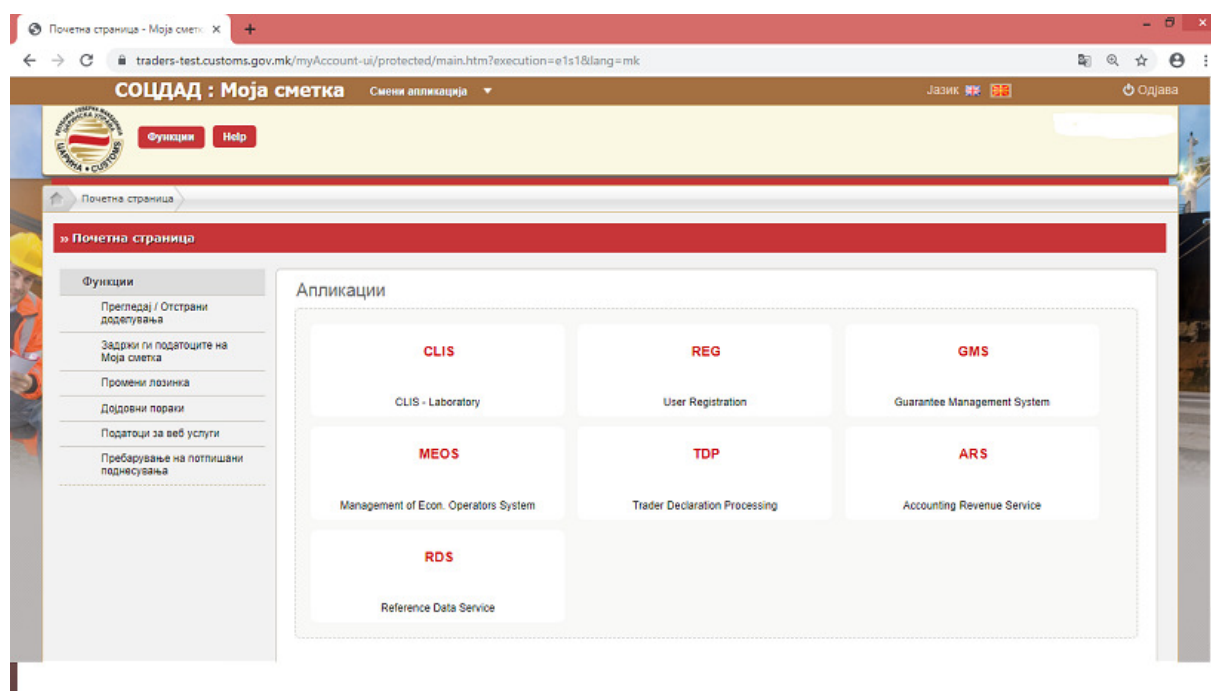 Почетна страница - Моја сметк
traders-test.customs.gov.mk/myAccount-ui/protected/main.htm?execution=e1s1&lang=mk
СОЦДАД : Моја сметка
Смени апликација
Јазик
Одјава
ЦАРИНА • CUSTOMS
Функции
Help
Почетна страница
» Почетна страница
Функции
Прегледај / Отстрани
доделувања
Задржи ги податоците на
Моја сметка
Промени лозинка
Дојдовни пораки
Податоци за веб услуги
Пребарување на потпишани
поднесувања
Апликации
CLIS
REG
GMS
CLIS - Laboratory
User Registration
Guarantee Management System
MEOS
TDP
ARS
Management of Econ. Operators System
Trader Declaration Processing
Accounting Revenue Service
RDS
Reference Data Service